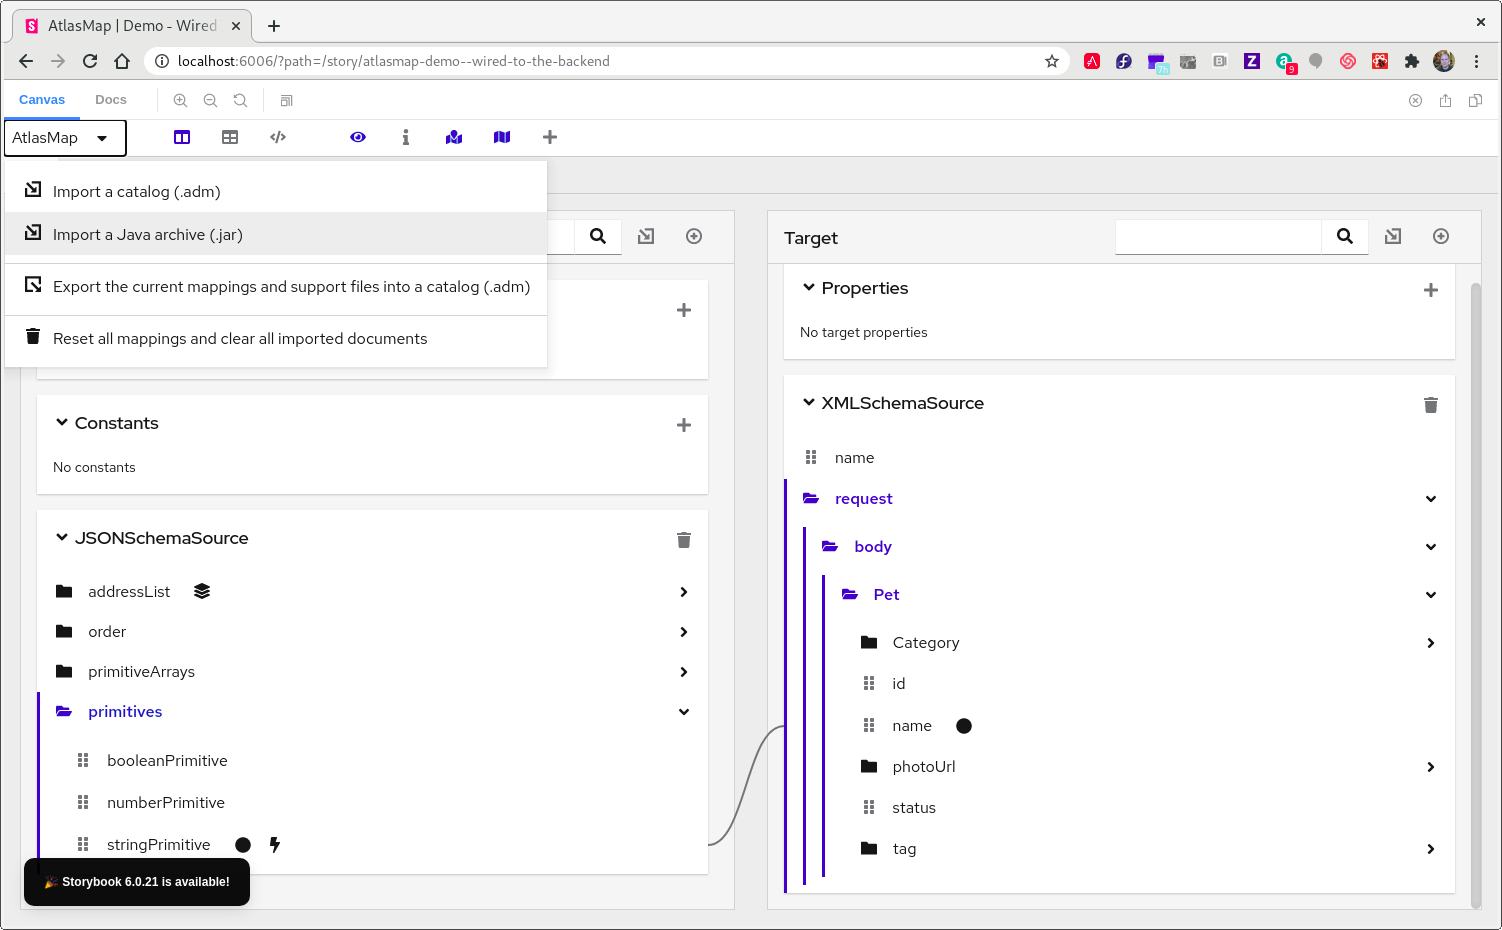 AtlasMap | Demo - Wired
localhost:6006/?path=/story/atlasmap-demo--wired-to-the-backend
7h
9
Canvas
Docs
AtlasMap
Import a catalog (.adm)
Import a Java archive (.jar)
Export the current mappings and support files into a catalog (.adm)
Reset all mappings and clear all imported documents
Constants
No constants
JSONSchemaSource
addressList
order
primitiveArrays
primitives
booleanPrimitive
numberPrimitive
stringPrimitive
🎉 Storybook 6.0.21 is available!
Target
Properties
No target properties
XMLSchemaSource
name
request
body
Pet
Category
id
name
photoUrl
status
tag